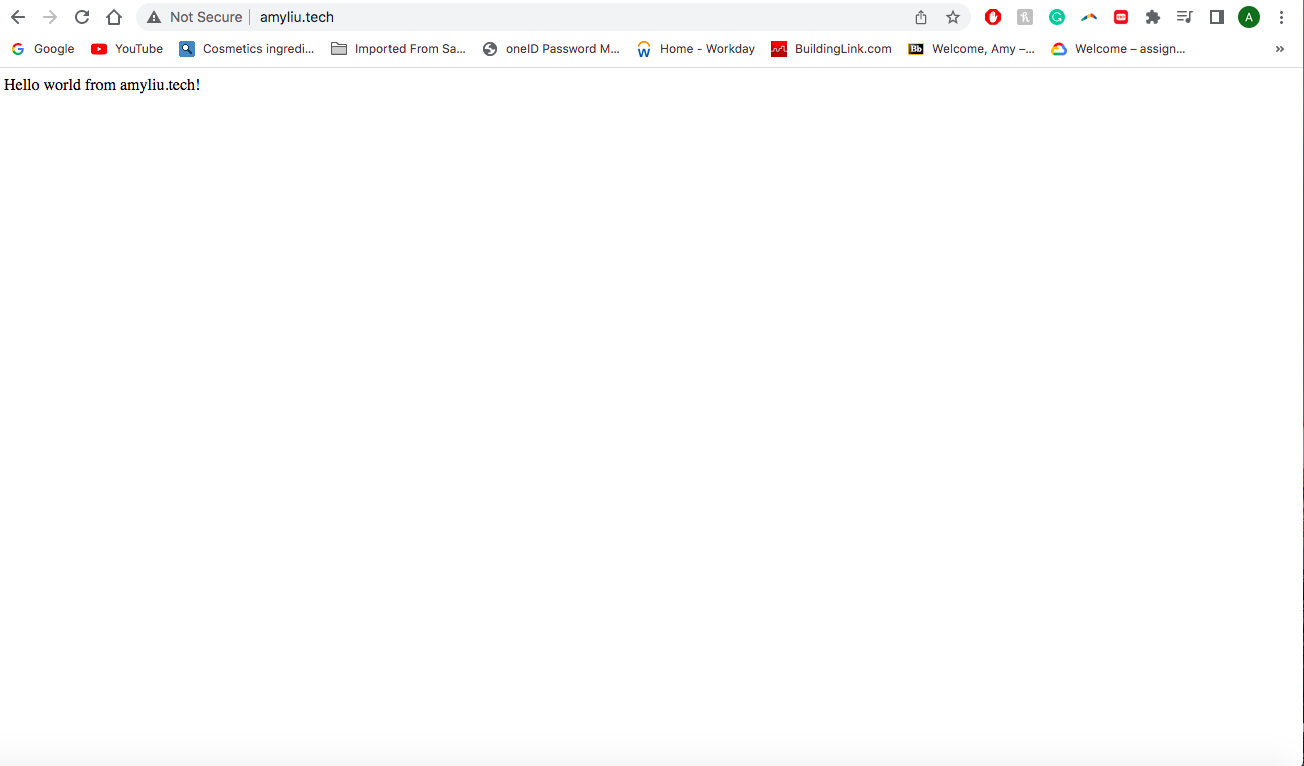 Not Secure amyliu.tech A
Google YouTube Cosmetics ingredi... Imported From Sa... oneID Password M... Home - Workday BuildingLink.com Bb Welcome, Amy –... Welcome – assign... »
Hello world from amyliu.tech!